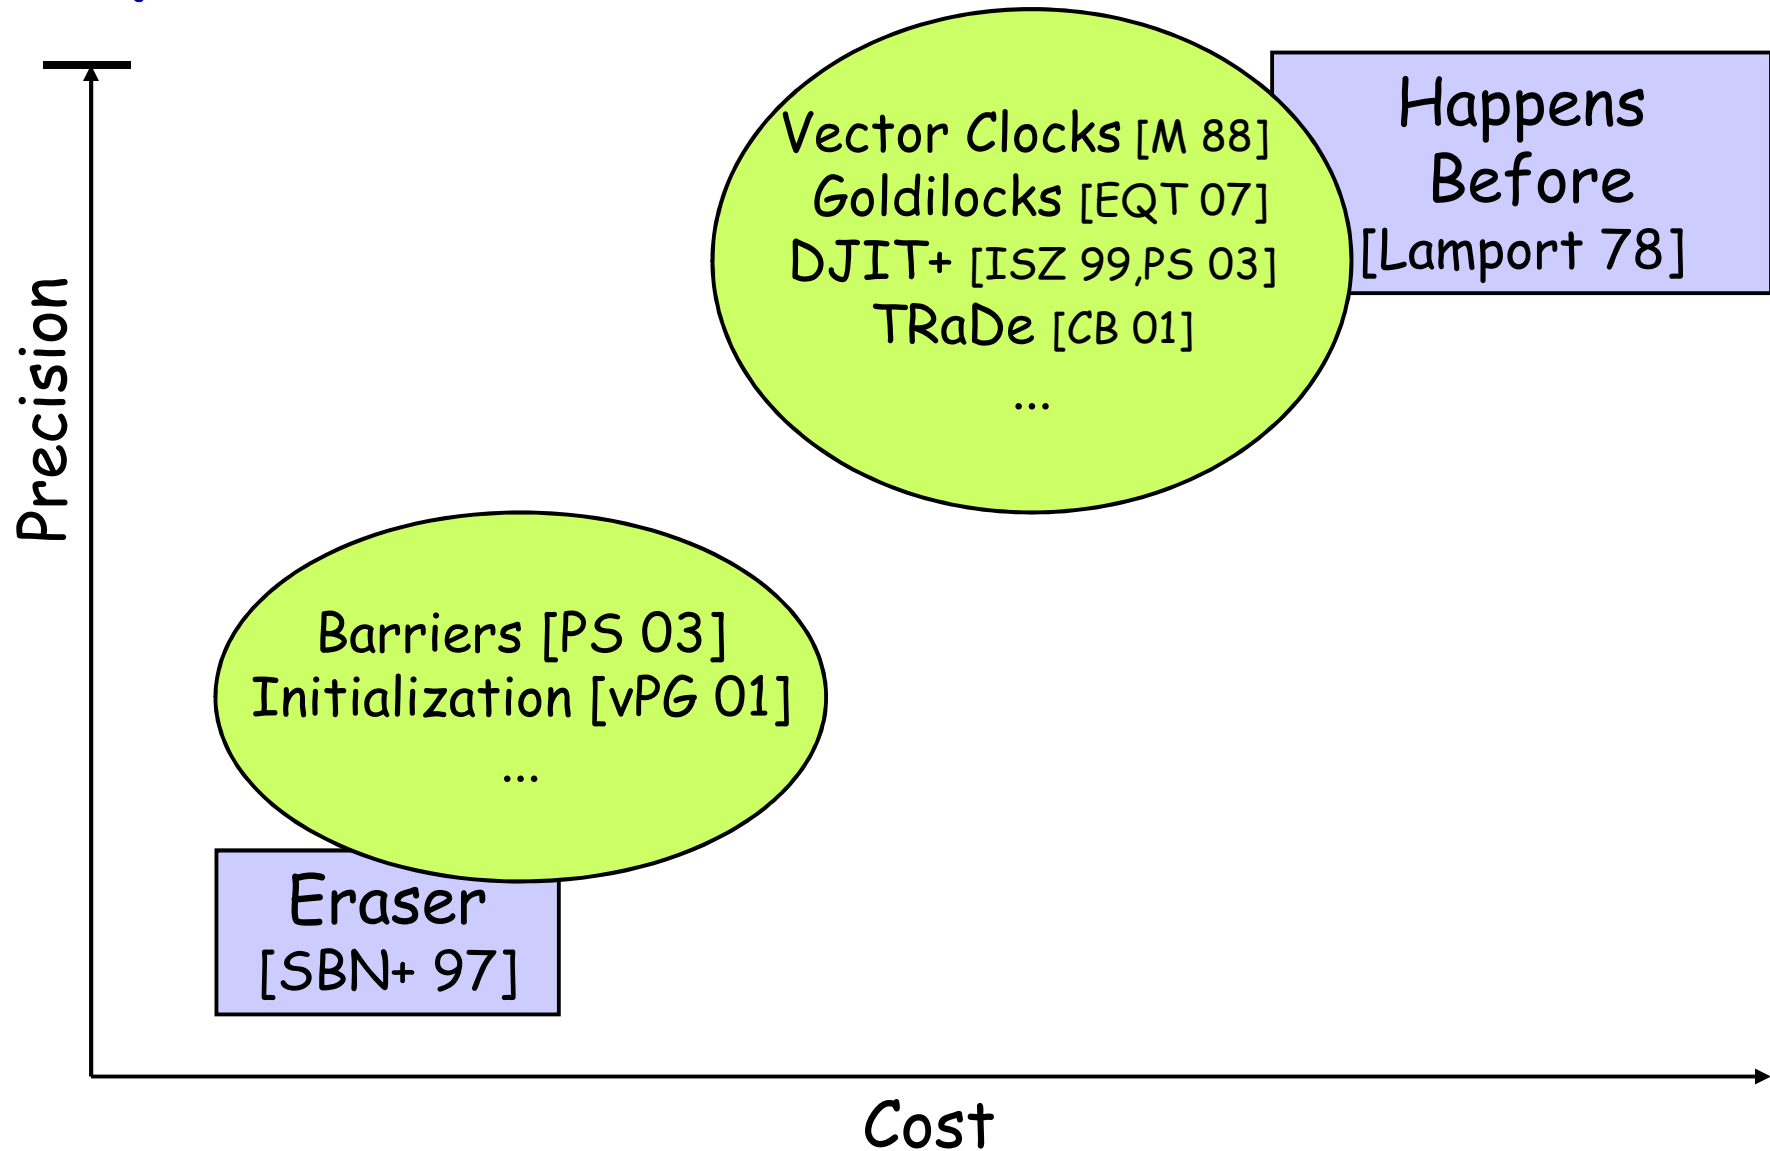 Precision
Vector Clocks [M 88]
Goldilocks [EQT 07]
DJIT+ [ISZ 99,PS 03]
TRaDe [CB 01]
...
Happens
Before
[Lamport 78]
Barriers [PS 03]
Initialization [vPG 01]
...
Eraser
[SBN+ 97]
Cost